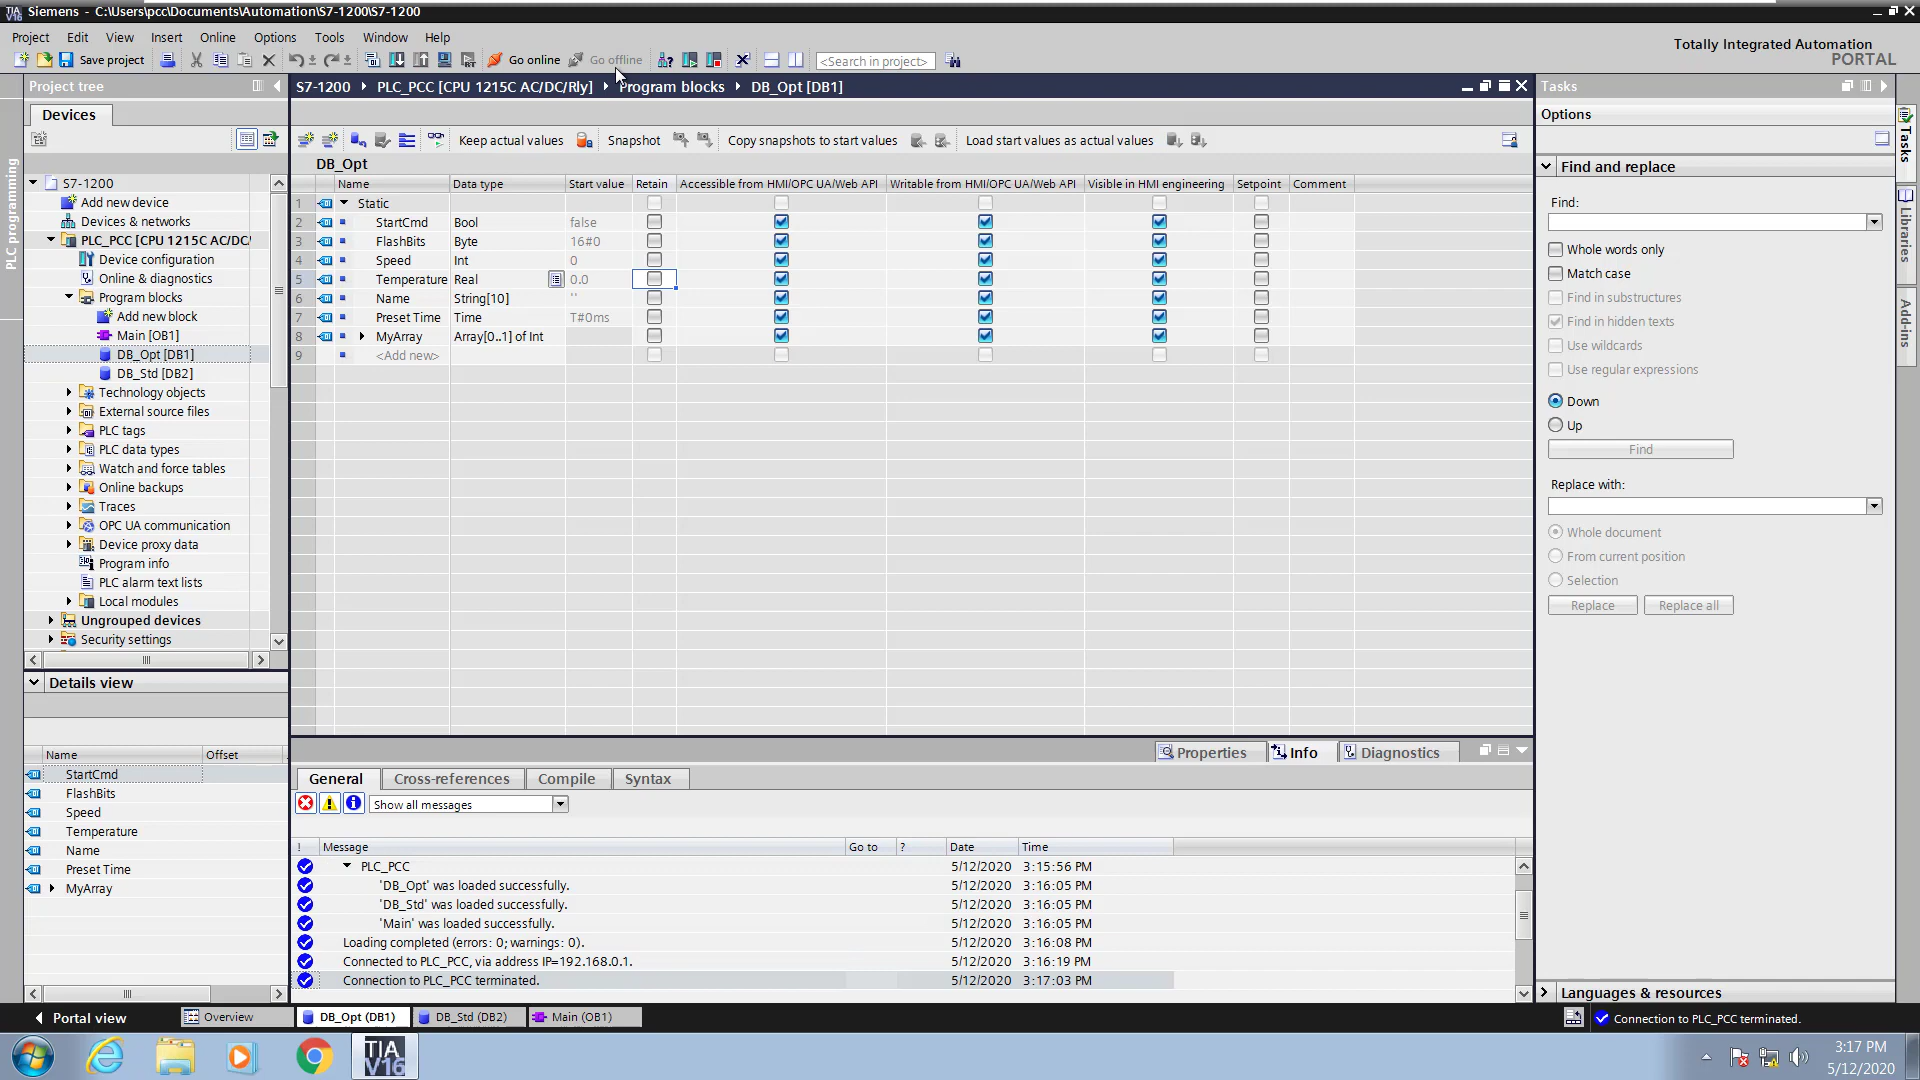 Siemens - C:\Users\pcc\Documents\Automation\S7-1200\S7-1200
Project Edit View Insert Online Options Tools Window Help
Totally Integrated Automation
PORTAL
Save project Go online Go offline <Search in project>
Project tree
S7-1200 PLC_PCC [CPU 1215C AC/DC/Rly] Program blocks DB_Opt [DB1]
Tasks
Devices
Options
Keep actual values Snapshot Copy snapshots to start values Load start values as actual values
DB_Opt
Find and replace
Name Data type Start value Retain Accessible from HMI/OPC UA/Web API Writable from HMI/OPC UA/Web API Visible in HMI engineering Setpoint Comment
1 Static
2 StartCmd Bool false
3 FlashBits Byte 16#0
4 Speed Int 0
5 Temperature Real 0.0
6 Name String[10] ''
7 Preset Time Time T#0ms
8 MyArray Array[0..1] of Int
9 <Add new>
PLC programming
S7-1200
Add new device
Devices & networks
PLC_PCC [CPU 1215C AC/DC/
Device configuration
Online & diagnostics
Program blocks
Add new block
Main [OB1]
DB_Opt [DB1]
DB_Std [DB2]
Technology objects
External source files
PLC tags
PLC data types
Watch and force tables
Online backups
Traces
OPC UA communication
Device proxy data
Program info
PLC alarm text lists
Local modules
Ungrouped devices
Security settings
Find:
Whole words only
Match case
Find in substructures
Find in hidden texts
Use wildcards
Use regular expressions
Down
Up
Find
Replace with:
Whole document
From current position
Selection
Replace Replace all
Languages & resources
Tasks
Libraries
Add-ins
Details view
Name Offset
StartCmd
FlashBits
Speed
Temperature
Name
Preset Time
MyArray
Properties Info Diagnostics
General Cross-references Compile Syntax
Show all messages
! Message Go to ? Date Time
PLC_PCC 5/12/2020 3:15:56 PM
'DB_Opt' was loaded successfully. 5/12/2020 3:16:05 PM
'DB_Std' was loaded successfully. 5/12/2020 3:16:05 PM
'Main' was loaded successfully. 5/12/2020 3:16:05 PM
Loading completed (errors: 0; warnings: 0). 5/12/2020 3:16:08 PM
Connected to PLC_PCC, via address IP=192.168.0.1. 5/12/2020 3:16:19 PM
Connection to PLC_PCC terminated. 5/12/2020 3:17:03 PM
Portal view Overview DB_Opt (DB1) DB_Std (DB2) Main (OB1) Connection to PLC_PCC terminated.
TIA
V16
3:17 PM
5/12/2020